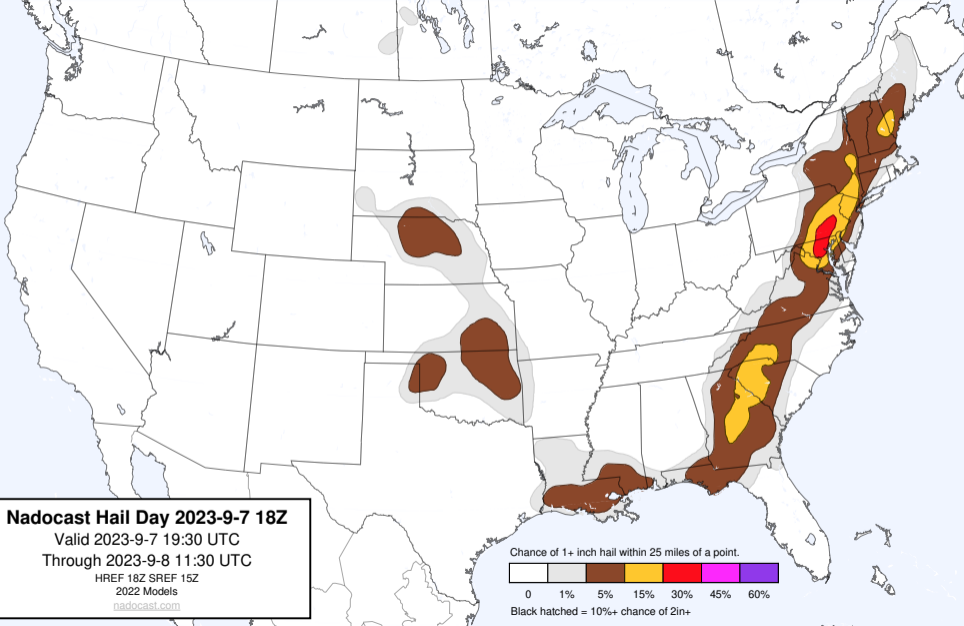 Nadocast Hail Day 2023-9-7 18Z
Valid 2023-9-7 19:30 UTC
Through 2023-9-8 11:30 UTC
HREF 18Z SREF 15Z
2022 Models
nadocast.com
Chance of 1+ inch hail within 25 miles of a point.
0 1% 5% 15% 30% 45% 60%
Black hatched = 10%+ chance of 2in+